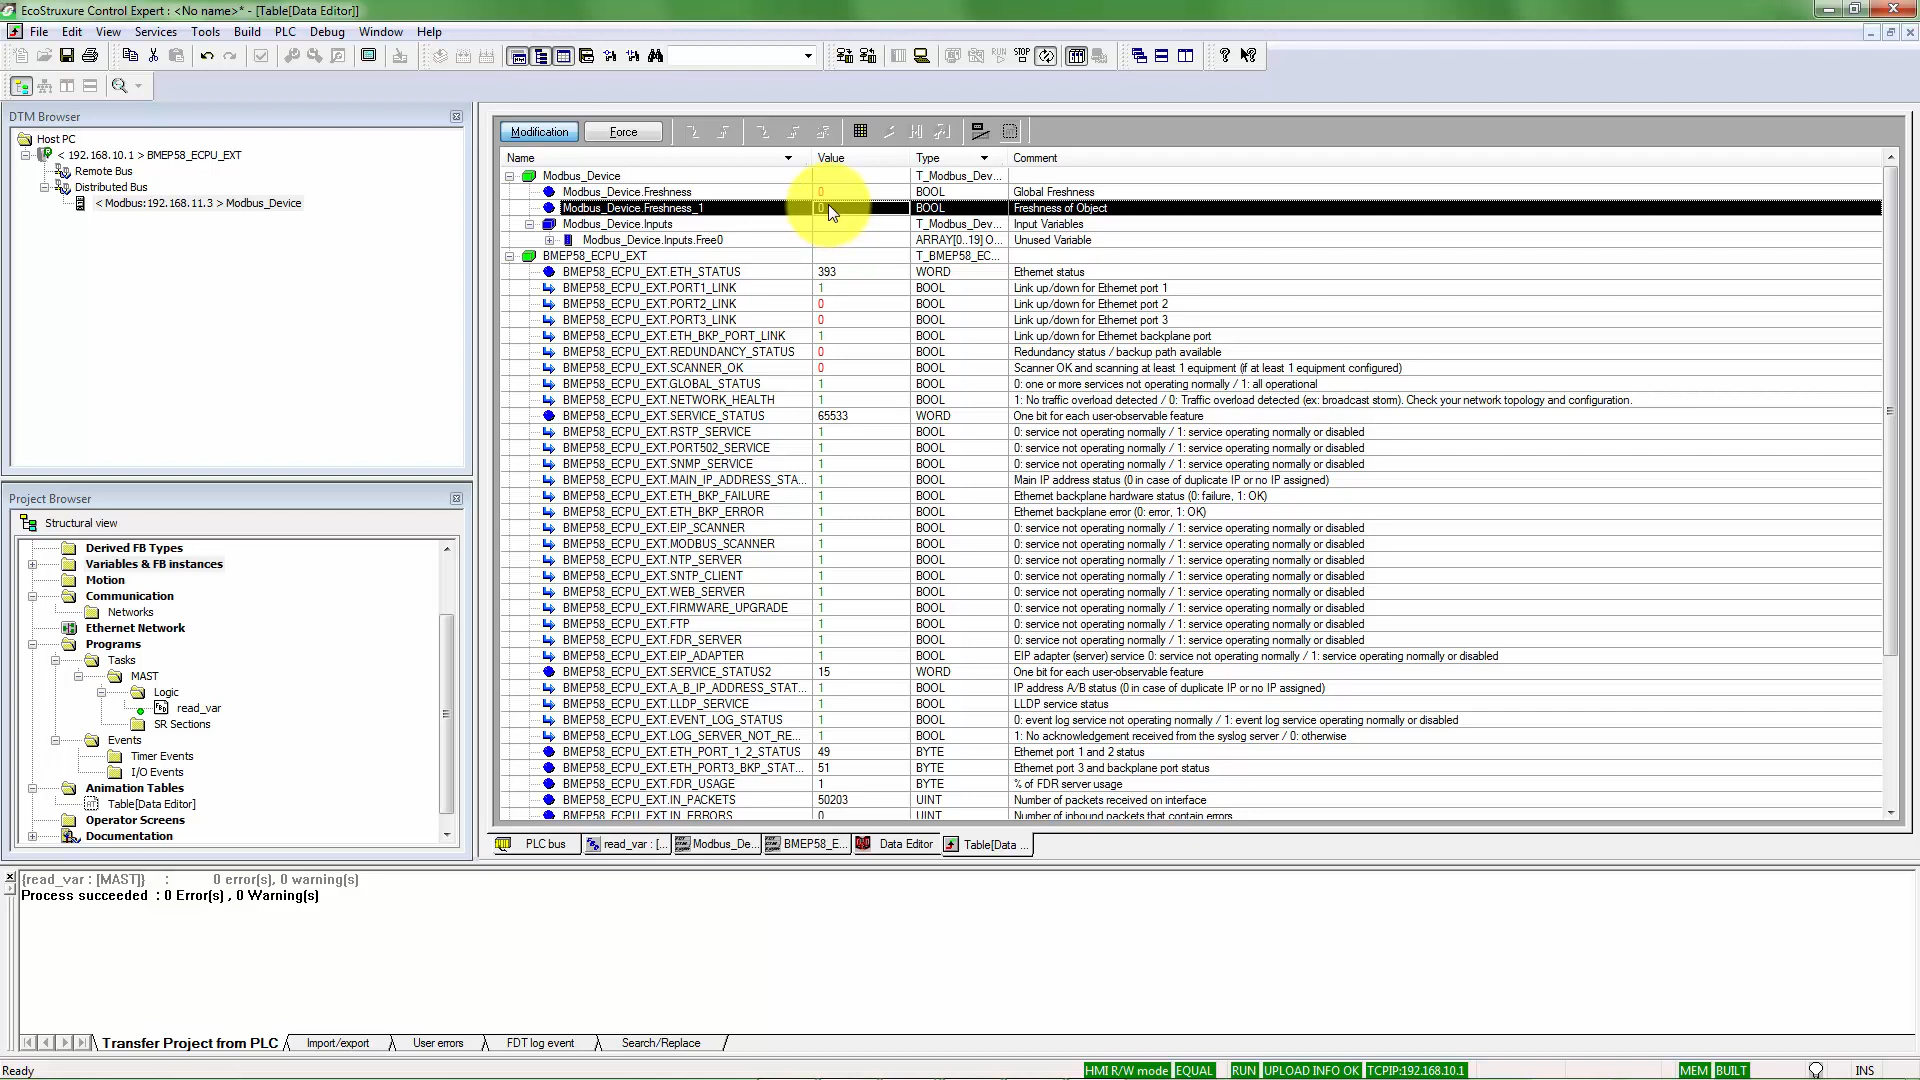 EcoStruxure Control Expert : <No name>* - [Table[Data Editor]]
File Edit View Services Tools Build PLC Debug Window Help
DTM Browser
Host PC
< 192.168.10.1 > BMEP58_ECPU_EXT
Remote Bus
Distributed Bus
< Modbus:192.168.11.3 > Modbus_Device
Project Browser
Structural view
Derived FB Types
Variables & FB instances
Motion
Communication
Networks
Ethernet Network
Programs
Tasks
MAST
Logic
read_var
SR Sections
Events
Timer Events
I/O Events
Animation Tables
Table[Data Editor]
Operator Screens
Documentation
Modification Force
Name Value Type Comment
Modbus_Device T_Modbus_Dev...
Modbus_Device.Freshness 0 BOOL Global Freshness
Modbus_Device.Freshness_1 0 BOOL Freshness of Object
Modbus_Device.Inputs T_Modbus_Dev... Input Variables
Modbus_Device.Inputs.Free0 ARRAY[0..19] O... Unused Variable
BMEP58_ECPU_EXT T_BMEP58_EC...
BMEP58_ECPU_EXT.ETH_STATUS 393 WORD Ethernet status
BMEP58_ECPU_EXT.PORT1_LINK 1 BOOL Link up/down for Ethernet port 1
BMEP58_ECPU_EXT.PORT2_LINK 0 BOOL Link up/down for Ethernet port 2
BMEP58_ECPU_EXT.PORT3_LINK 0 BOOL Link up/down for Ethernet port 3
BMEP58_ECPU_EXT.ETH_BKP_PORT_LINK 1 BOOL Link up/down for Ethernet backplane port
BMEP58_ECPU_EXT.REDUNDANCY_STATUS 0 BOOL Redundancy status / backup path available
BMEP58_ECPU_EXT.SCANNER_OK 0 BOOL Scanner OK and scanning at least 1 equipment (if at least 1 equipment configured)
BMEP58_ECPU_EXT.GLOBAL_STATUS 1 BOOL 0: one or more services not operating normally / 1: all operational
BMEP58_ECPU_EXT.NETWORK_HEALTH 1 BOOL 1: No traffic overload detected / 0: Traffic overload detected (ex: broadcast storm). Check your network topology and configuration.
BMEP58_ECPU_EXT.SERVICE_STATUS 65533 WORD One bit for each user-observable feature
BMEP58_ECPU_EXT.RSTP_SERVICE 1 BOOL 0: service not operating normally / 1: service operating normally or disabled
BMEP58_ECPU_EXT.PORT502_SERVICE 1 BOOL 0: service not operating normally / 1: service operating normally or disabled
BMEP58_ECPU_EXT.SNMP_SERVICE 1 BOOL 0: service not operating normally / 1: service operating normally or disabled
BMEP58_ECPU_EXT.MAIN_IP_ADDRESS_STA... 1 BOOL Main IP address status (0 in case of duplicate IP or no IP assigned)
BMEP58_ECPU_EXT.ETH_BKP_FAILURE 1 BOOL Ethernet backplane hardware status (0: failure, 1: OK)
BMEP58_ECPU_EXT.ETH_BKP_ERROR 1 BOOL Ethernet backplane error (0: error, 1: OK)
BMEP58_ECPU_EXT.EIP_SCANNER 1 BOOL 0: service not operating normally / 1: service operating normally or disabled
BMEP58_ECPU_EXT.MODBUS_SCANNER 1 BOOL 0: service not operating normally / 1: service operating normally or disabled
BMEP58_ECPU_EXT.NTP_SERVER 1 BOOL 0: service not operating normally / 1: service operating normally or disabled
BMEP58_ECPU_EXT.SNTP_CLIENT 1 BOOL 0: service not operating normally / 1: service operating normally or disabled
BMEP58_ECPU_EXT.WEB_SERVER 1 BOOL 0: service not operating normally / 1: service operating normally or disabled
BMEP58_ECPU_EXT.FIRMWARE_UPGRADE 1 BOOL 0: service not operating normally / 1: service operating normally or disabled
BMEP58_ECPU_EXT.FTP 1 BOOL 0: service not operating normally / 1: service operating normally or disabled
BMEP58_ECPU_EXT.FDR_SERVER 1 BOOL 0: service not operating normally / 1: service operating normally or disabled
BMEP58_ECPU_EXT.EIP_ADAPTER 1 BOOL EIP adapter (server) service 0: service not operating normally / 1: service operating normally or disabled
BMEP58_ECPU_EXT.SERVICE_STATUS2 15 WORD One bit for each user-observable feature
BMEP58_ECPU_EXT.A_B_IP_ADDRESS_STAT... 1 BOOL IP address A/B status (0 in case of duplicate IP or no IP assigned)
BMEP58_ECPU_EXT.LLDP_SERVICE 1 BOOL LLDP service status
BMEP58_ECPU_EXT.EVENT_LOG_STATUS 1 BOOL 0: event log service not operating normally / 1: event log service operating normally or disabled
BMEP58_ECPU_EXT.LOG_SERVER_NOT_RE... 1 BOOL 1: No acknowledgement received from the syslog server / 0: otherwise
BMEP58_ECPU_EXT.ETH_PORT_1_2_STATUS 49 BYTE Ethernet port 1 and 2 status
BMEP58_ECPU_EXT.ETH_PORT3_BKP_STAT... 51 BYTE Ethernet port 3 and backplane port status
BMEP58_ECPU_EXT.FDR_USAGE 1 BYTE % of FDR server usage
BMEP58_ECPU_EXT.IN_PACKETS 50203 UINT Number of packets received on interface
BMEP58_ECPU_EXT.IN_ERRORS 0 UINT Number of inbound packets that contain errors
PLC bus read_var : [... Modbus_De... BMEP58_E... Data Editor Table[Data ...
{read_var : [MAST]} : 0 error(s), 0 warning(s)
Process succeeded : 0 Error(s) , 0 Warning(s)
Transfer Project from PLC Import/export User errors FDT log event Search/Replace
Ready HMI R/W mode EQUAL RUN UPLOAD INFO OK TCPIP:192.168.10.1 MEM BUILT INS